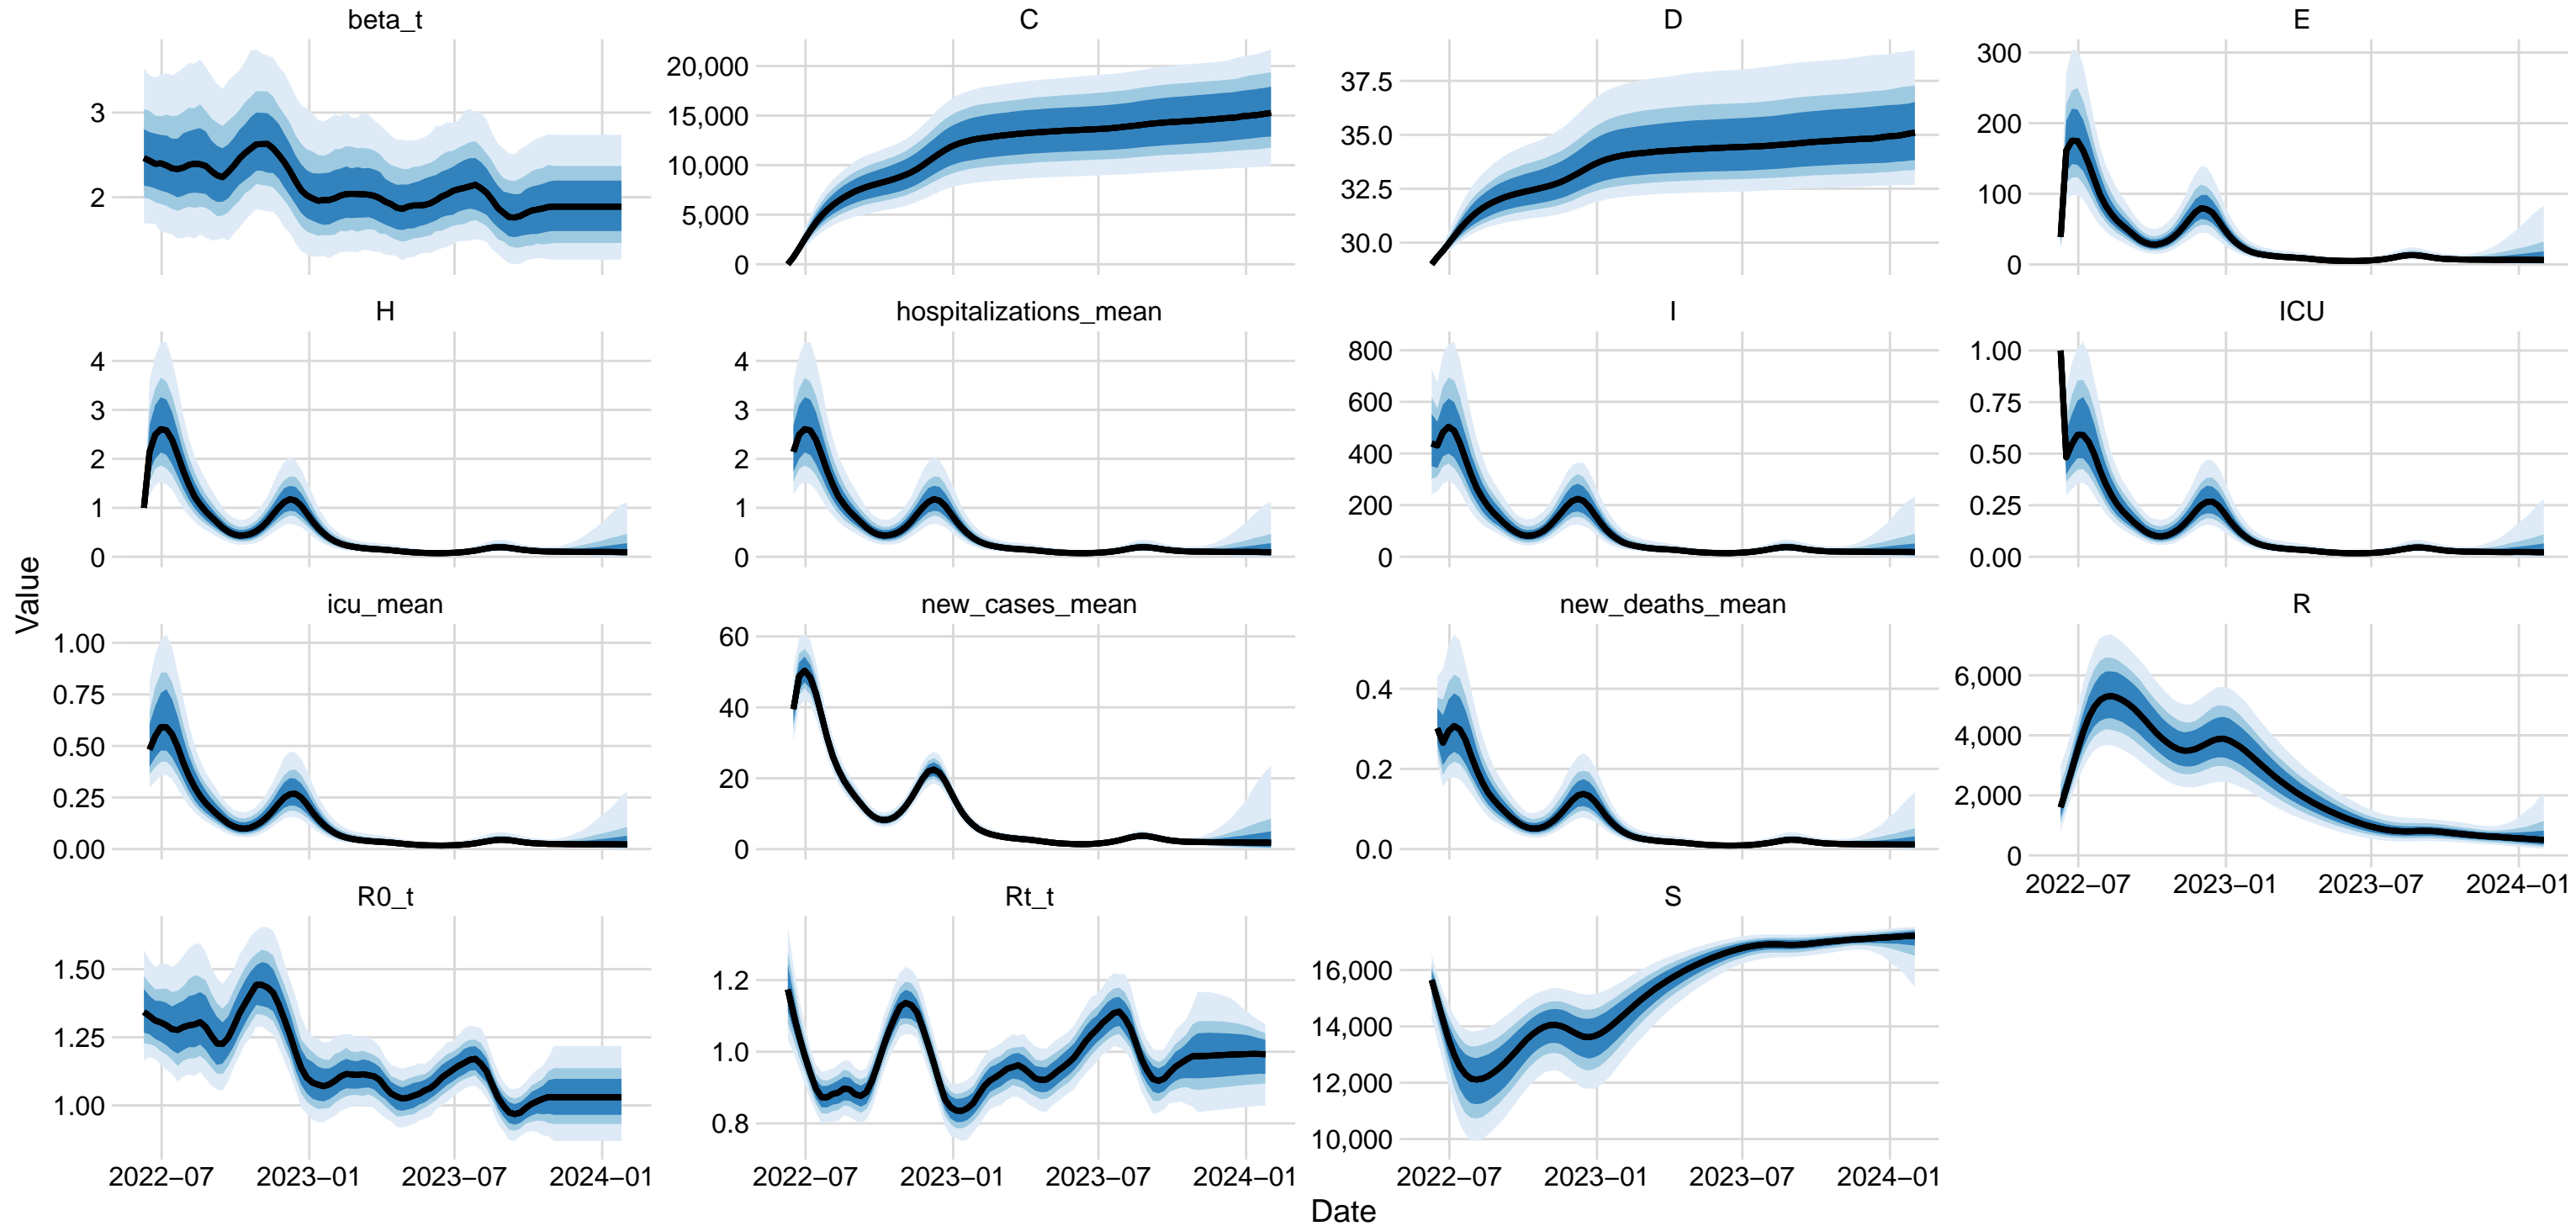 beta_t
C
D
E
3
2
20,000
15,000
10,000
5,000
0
37.5
35.0
32.5
30.0
300
200
100
0
H
hospitalizations_mean
I
ICU
4
3
2
1
0
4
3
2
1
0
800
600
400
200
0
1.00
0.75
0.50
0.25
0.00
Value
icu_mean
new_cases_mean
new_deaths_mean
R
1.00
0.75
0.50
0.25
0.00
60
40
20
0
0.4
0.2
0.0
6,000
4,000
2,000
0
2022−07 2023−01 2023−07 2024−01
R0_t
Rt_t
S
1.50
1.25
1.00
1.2
1.0
0.8
16,000
14,000
12,000
10,000
2022−07 2023−01 2023−07 2024−01
2022−07 2023−01 2023−07 2024−01
2022−07 2023−01 2023−07 2024−01
Date